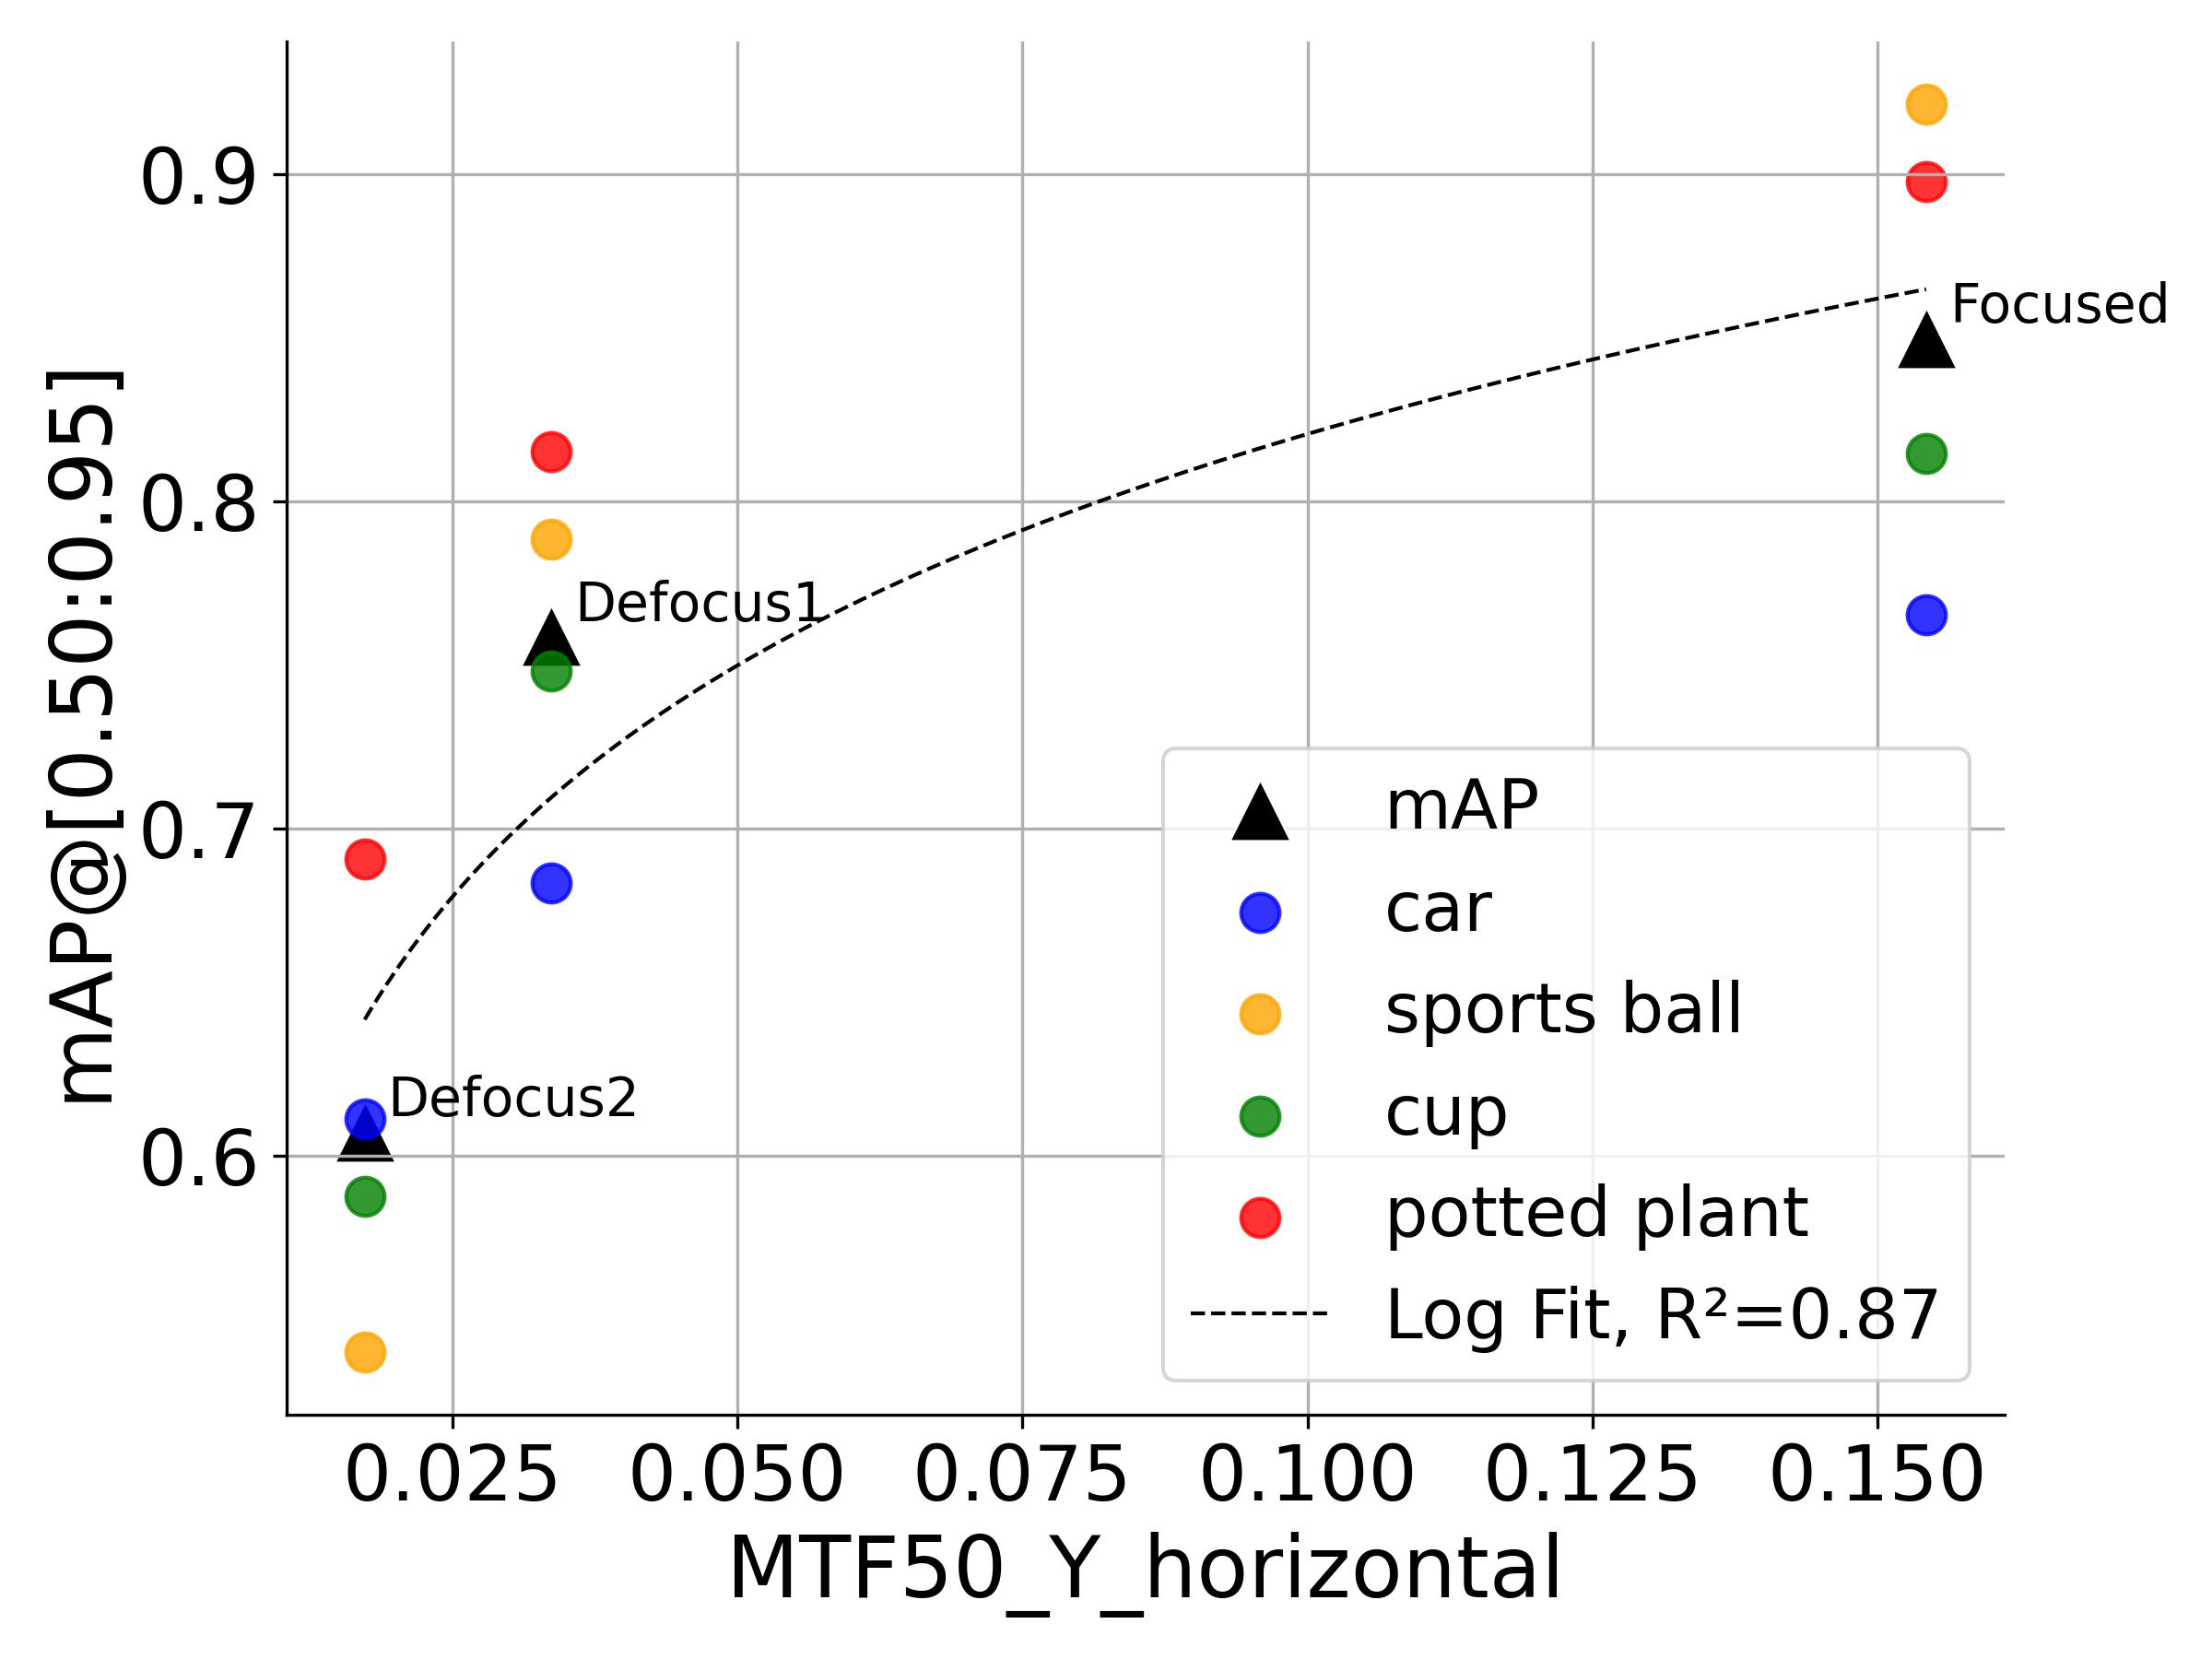 mAP@[0.50:0.95]
0.9
0.8
0.7
0.6
Focused
Defocus1
Defocus2
mAP
car
sports ball
cup
potted plant
Log Fit, R²=0.87
0.025 0.050 0.075 0.100 0.125 0.150
MTF50_Y_horizontal